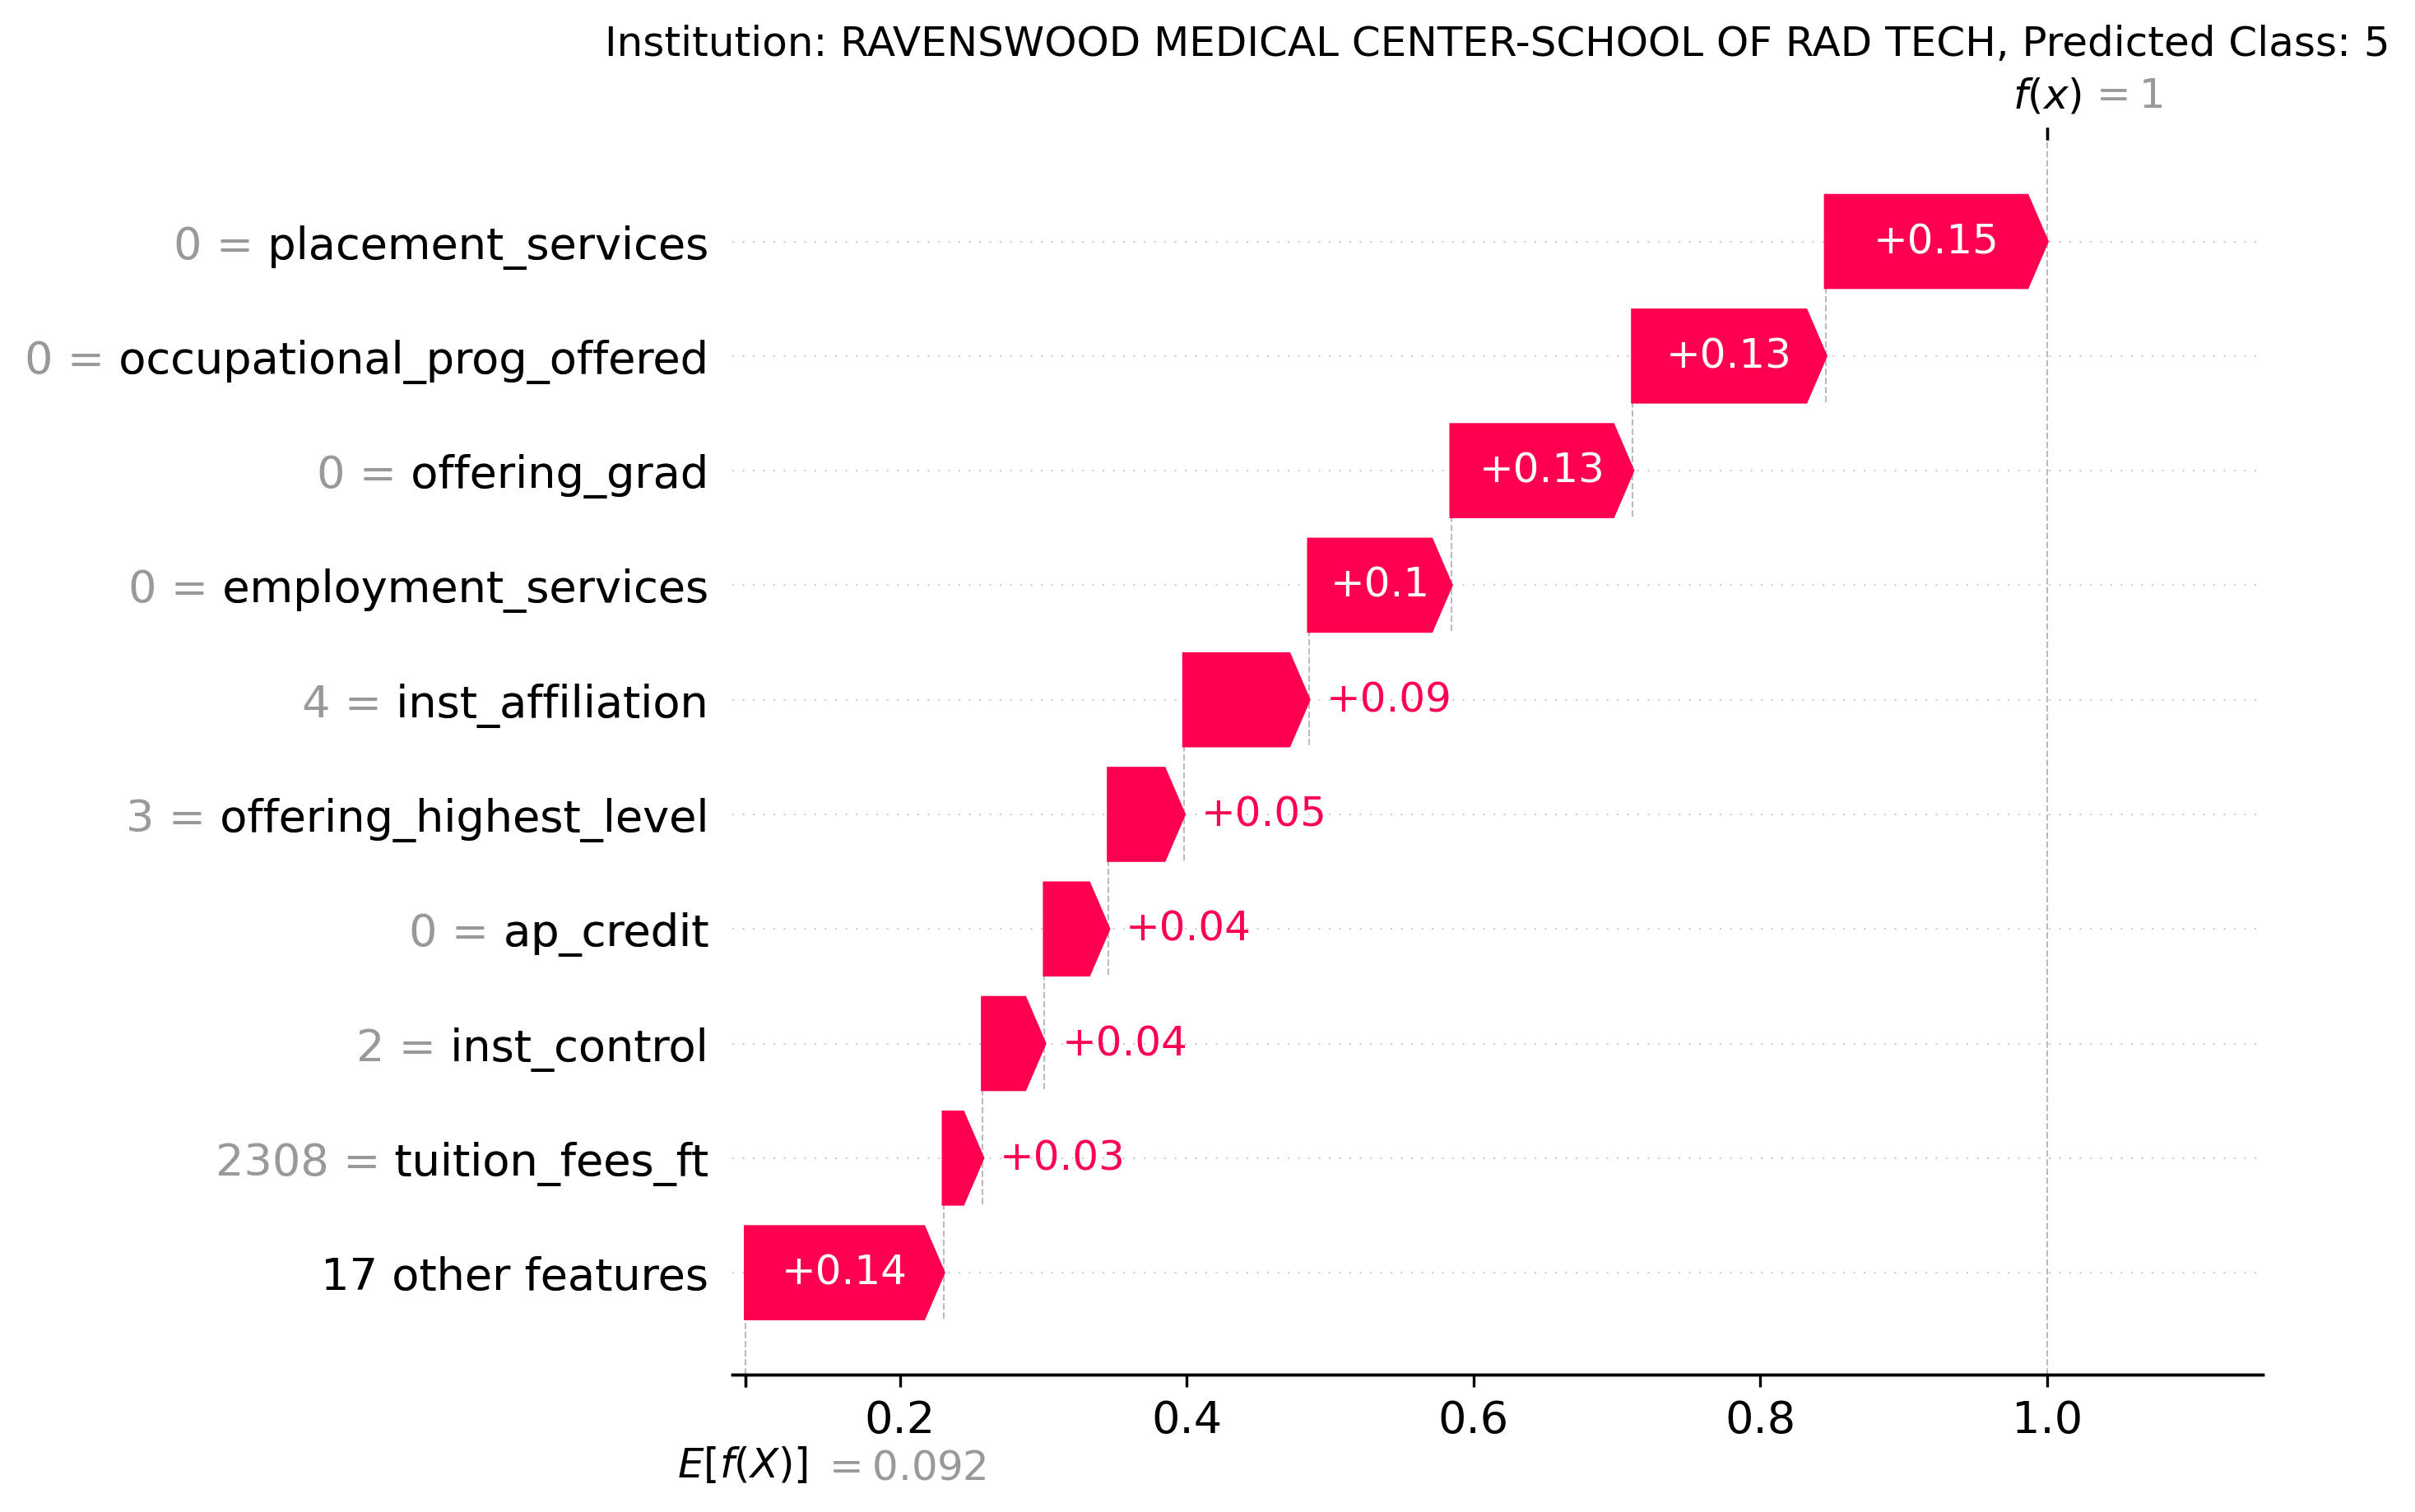 Institution: RAVENSWOOD MEDICAL CENTER-SCHOOL OF RAD TECH, Predicted Class: 5
f(x) = 1
0 = placement_services +0.15
0 = occupational_prog_offered +0.13
0 = offering_grad +0.13
0 = employment_services +0.1
4 = inst_affiliation +0.09
3 = offering_highest_level +0.05
0 = ap_credit +0.04
2 = inst_control +0.04
2308 = tuition_fees_ft +0.03
17 other features +0.14
0.2 0.4 0.6 0.8 1.0
E[f(X)] = 0.092